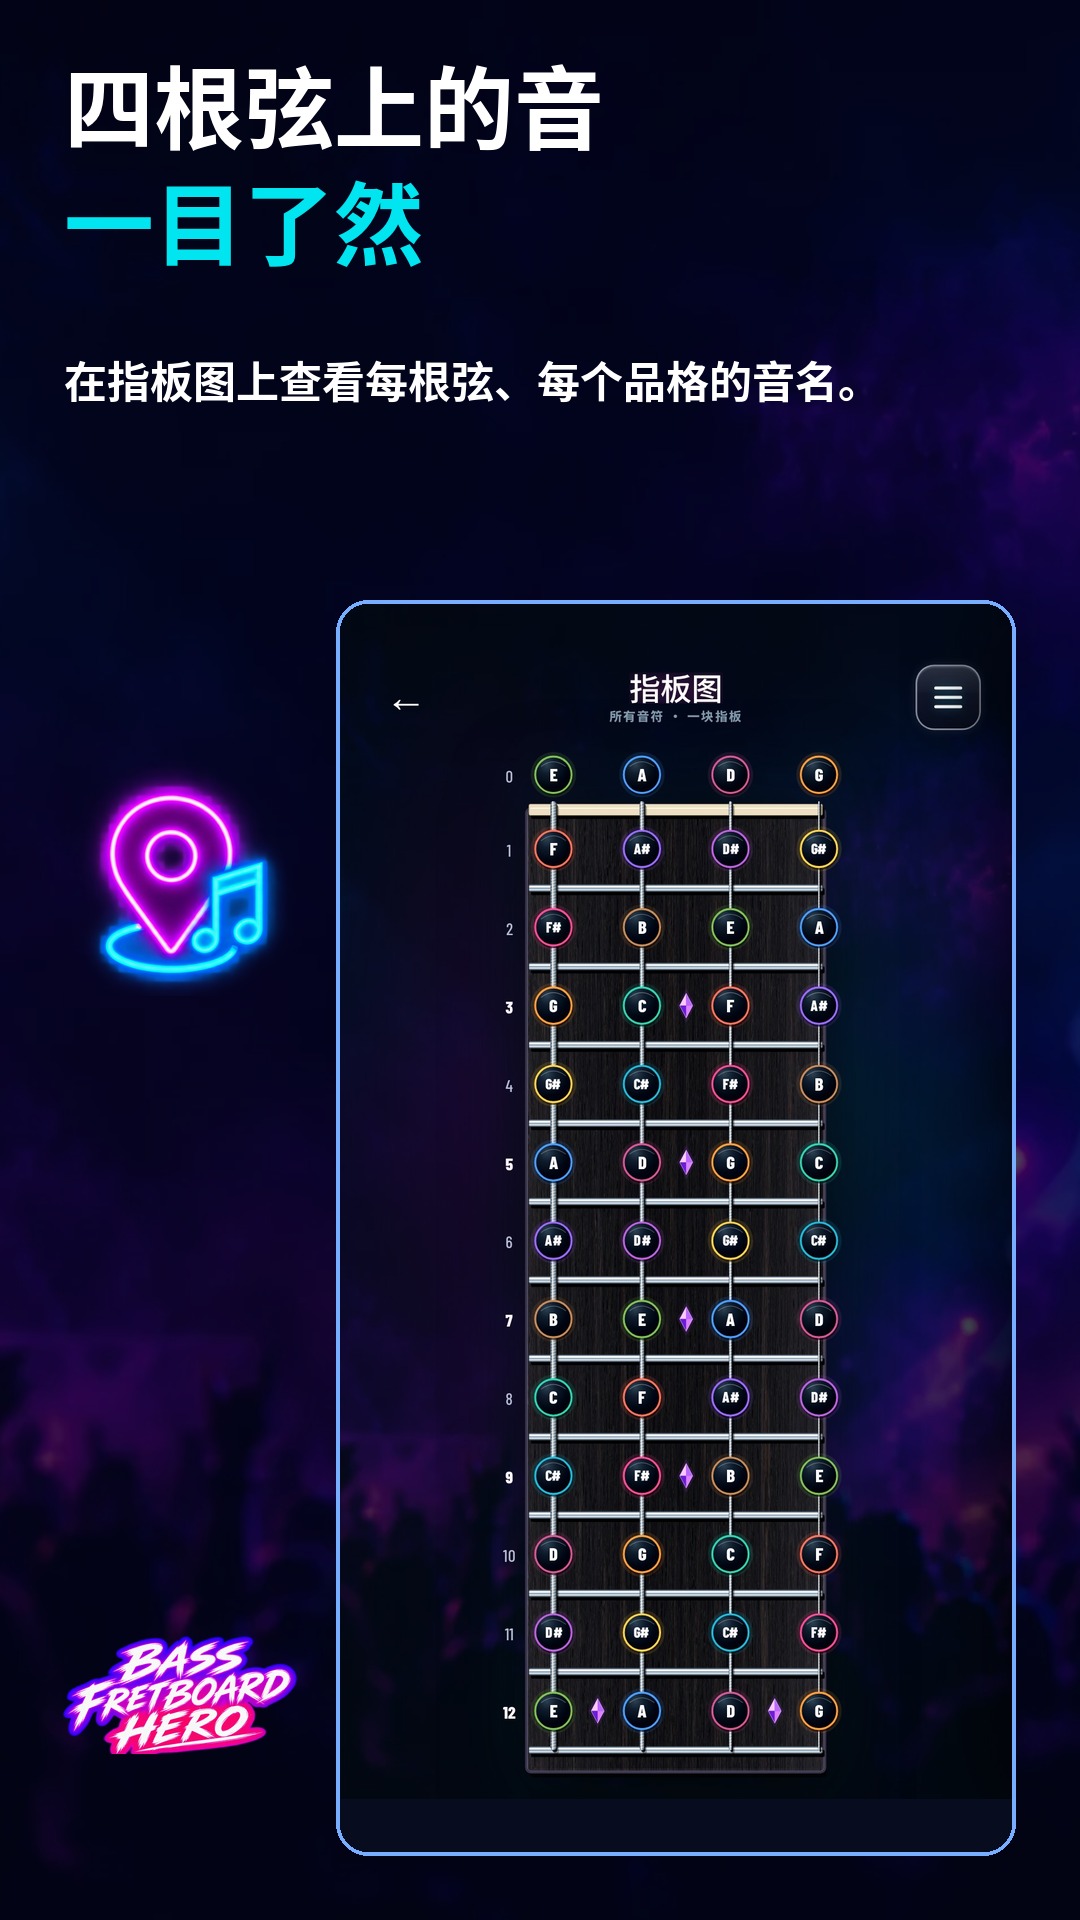 四根弦上的音
一目了然
在指板图上查看每根弦、每个品格的音名。
←
指板图
所有音符 • 一块指板
0 E A D G
1 F A# D# G#
2 F# B E A
3 G C F A#
4 G# C# F# B
5 A D G C
6 A# D# G# C#
7 B E A D
8 C F A# D#
9 C# F# B E
10 D G C F
11 D# G# C# F#
12 E A D G
BASS
FRETBOARD
HERO